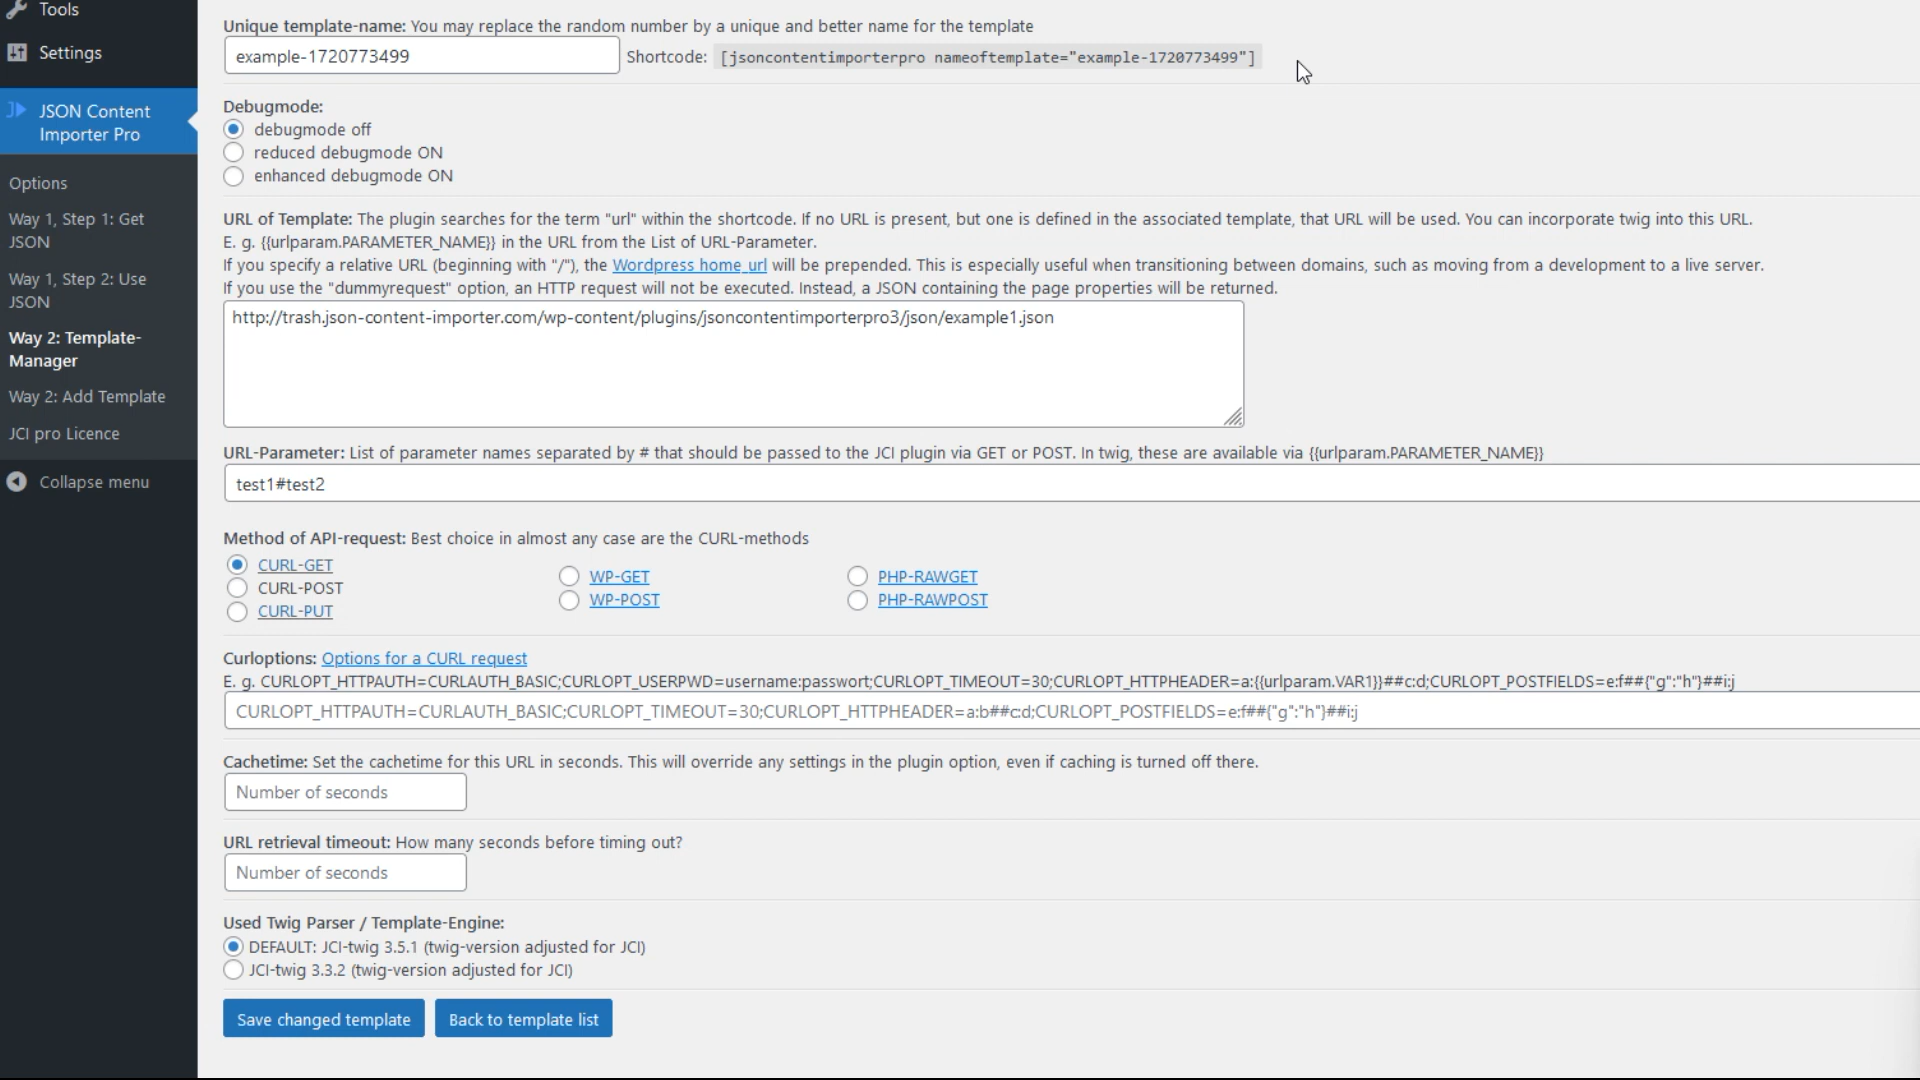 Tools
Settings
JSON Content
Importer Pro
Options
Way 1, Step 1: Get
JSON
Way 1, Step 2: Use
JSON
Way 2: Template-
Manager
Way 2: Add Template
JCI pro Licence
Collapse menu
Unique template-name: You may replace the random number by a unique and better name for the template
example-1720773499 Shortcode: [jsoncontentimporterpro nameoftemplate="example-1720773499"]
Debugmode:
debugmode off
reduced debugmode ON
enhanced debugmode ON
URL of Template: The plugin searches for the term "url" within the shortcode. If no URL is present, but one is defined in the associated template, that URL will be used. You can incorporate twig into this URL.
E. g. {{urlparam.PARAMETER_NAME}} in the URL from the List of URL-Parameter.
If you specify a relative URL (beginning with "/"), the Wordpress home_url will be prepended. This is especially useful when transitioning between domains, such as moving from a development to a live server.
If you use the "dummyrequest" option, an HTTP request will not be executed. Instead, a JSON containing the page properties will be returned.
http://trash.json-content-importer.com/wp-content/plugins/jsoncontentimporterpro3/json/example1.json
URL-Parameter: List of parameter names separated by # that should be passed to the JCI plugin via GET or POST. In twig, these are available via {{urlparam.PARAMETER_NAME}}
test1#test2
Method of API-request: Best choice in almost any case are the CURL-methods
CURL-GET
CURL-POST
CURL-PUT
WP-GET
WP-POST
PHP-RAWGET
PHP-RAWPOST
Curloptions: Options for a CURL request
E. g. CURLOPT_HTTPAUTH=CURLAUTH_BASIC;CURLOPT_USERPWD=username:passwort;CURLOPT_TIMEOUT=30;CURLOPT_HTTPHEADER=a:{{urlparam.VAR1}}##c:d;CURLOPT_POSTFIELDS=e:f##{"g":"h"}##i:j
CURLOPT_HTTPAUTH=CURLAUTH_BASIC;CURLOPT_TIMEOUT=30;CURLOPT_HTTPHEADER=a:b##c:d;CURLOPT_POSTFIELDS=e:f##{"g":"h"}##i:j
Cachetime: Set the cachetime for this URL in seconds. This will override any settings in the plugin option, even if caching is turned off there.
Number of seconds
URL retrieval timeout: How many seconds before timing out?
Number of seconds
Used Twig Parser / Template-Engine:
DEFAULT: JCI-twig 3.5.1 (twig-version adjusted for JCI)
JCI-twig 3.3.2 (twig-version adjusted for JCI)
Save changed template
Back to template list